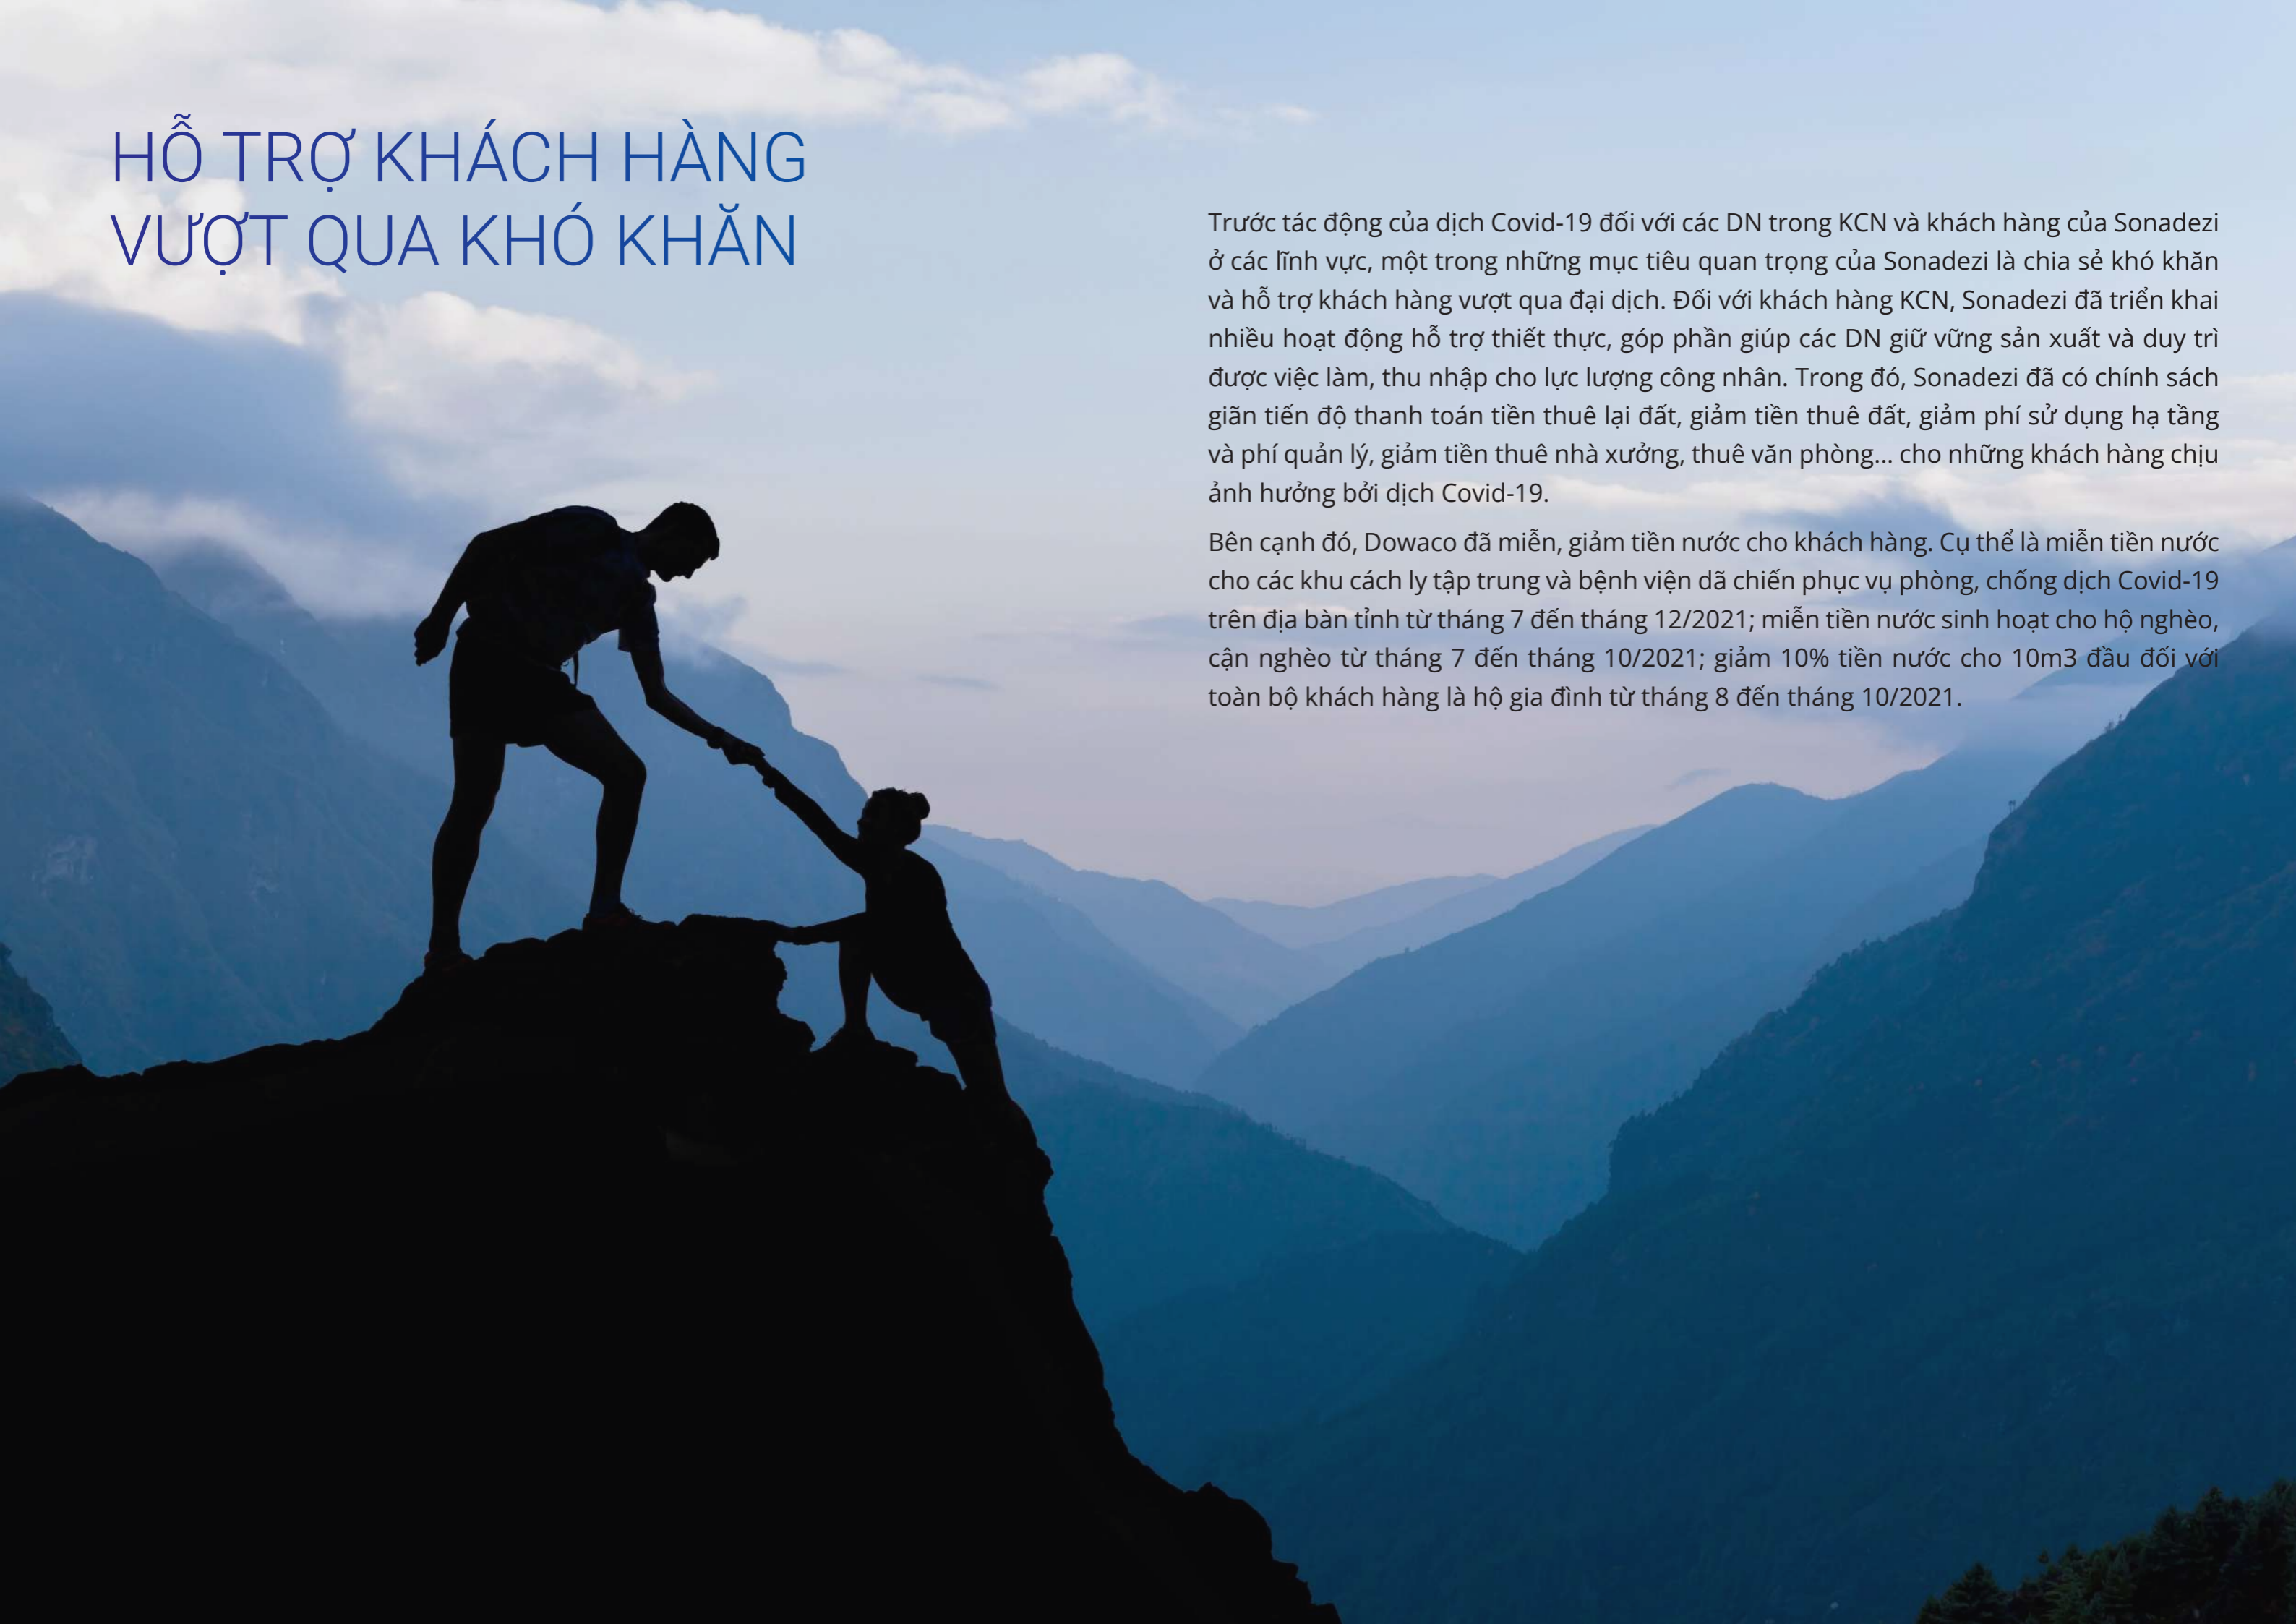 HỖ TRỢ KHÁCH HÀNG
VƯỢT QUA KHÓ KHĂN
Trước tác động của dịch Covid-19 đối với các DN trong KCN và khách hàng của Sonadezi
ở các lĩnh vực, một trong những mục tiêu quan trọng của Sonadezi là chia sẻ khó khăn
và hỗ trợ khách hàng vượt qua đại dịch. Đối với khách hàng KCN, Sonadezi đã triển khai
nhiều hoạt động hỗ trợ thiết thực, góp phần giúp các DN giữ vững sản xuất và duy trì
được việc làm, thu nhập cho lực lượng công nhân. Trong đó, Sonadezi đã có chính sách
giãn tiến độ thanh toán tiền thuê lại đất, giảm tiền thuê đất, giảm phí sử dụng hạ tầng
và phí quản lý, giảm tiền thuê nhà xưởng, thuê văn phòng... cho những khách hàng chịu
ảnh hưởng bởi dịch Covid-19.
Bên cạnh đó, Dowaco đã miễn, giảm tiền nước cho khách hàng. Cụ thể là miễn tiền nước
cho các khu cách ly tập trung và bệnh viện dã chiến phục vụ phòng, chống dịch Covid-19
trên địa bàn tỉnh từ tháng 7 đến tháng 12/2021; miễn tiền nước sinh hoạt cho hộ nghèo,
cận nghèo từ tháng 7 đến tháng 10/2021; giảm 10% tiền nước cho 10m3 đầu đối với
toàn bộ khách hàng là hộ gia đình từ tháng 8 đến tháng 10/2021.